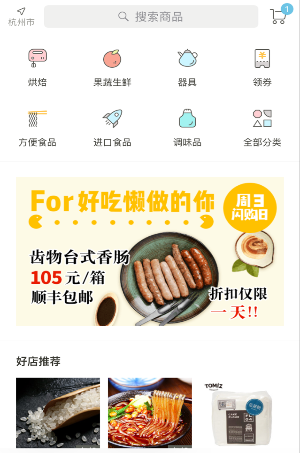 杭州市
搜索商品
1
烘焙
果蔬生鲜
器具
领券
方便食品
进口食品
调味品
全部分类
For好吃懒做的你
周三
闪购日
齿物台式香肠
105元/箱
顺丰包邮
折扣仅限
一天!!
好店推荐
TOMIZ